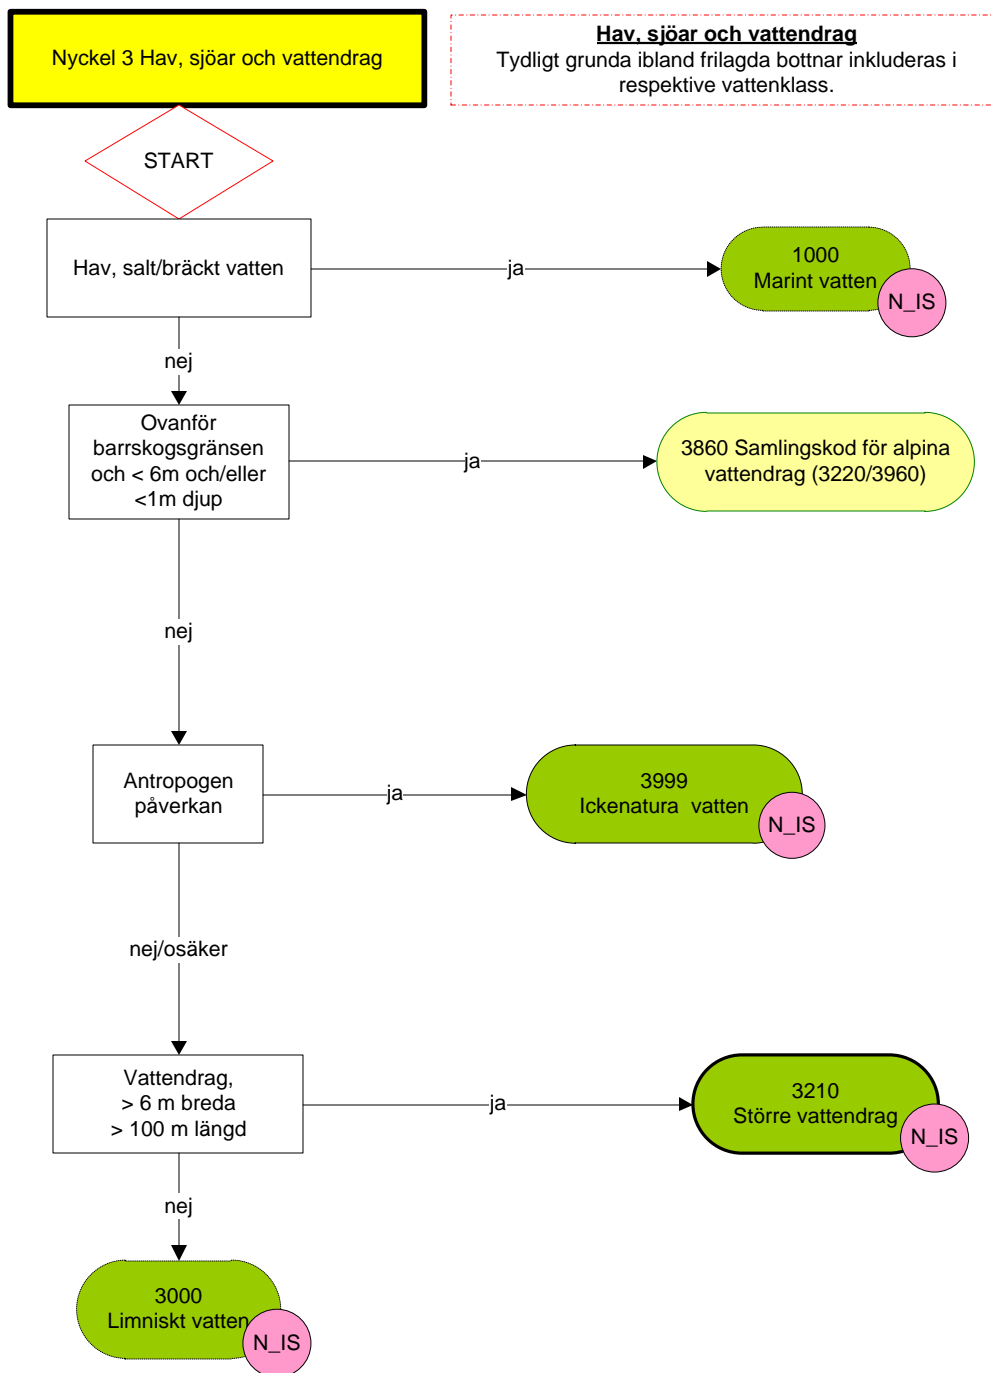 Nyckel 3 Hav, sjöar och vattendrag
Hav, sjöar och vattendrag
Tydligt grunda ibland frilagda bottnar inkluderas i
respektive vattenklass.
START
Hav, salt/bräckt vatten
ja
1000
Marint vatten
N_IS
nej
Ovanför
barrskogsgränsen
och < 6m och/eller
<1m djup
ja
3860 Samlingskod för alpina
vattendrag (3220/3960)
nej
Antropogen
påverkan
ja
3999
Ickenatura  vatten
N_IS
nej/osäker
Vattendrag,
> 6 m breda
> 100 m längd
ja
3210
Större vattendrag
N_IS
nej
3000
Limniskt vatten
N_IS